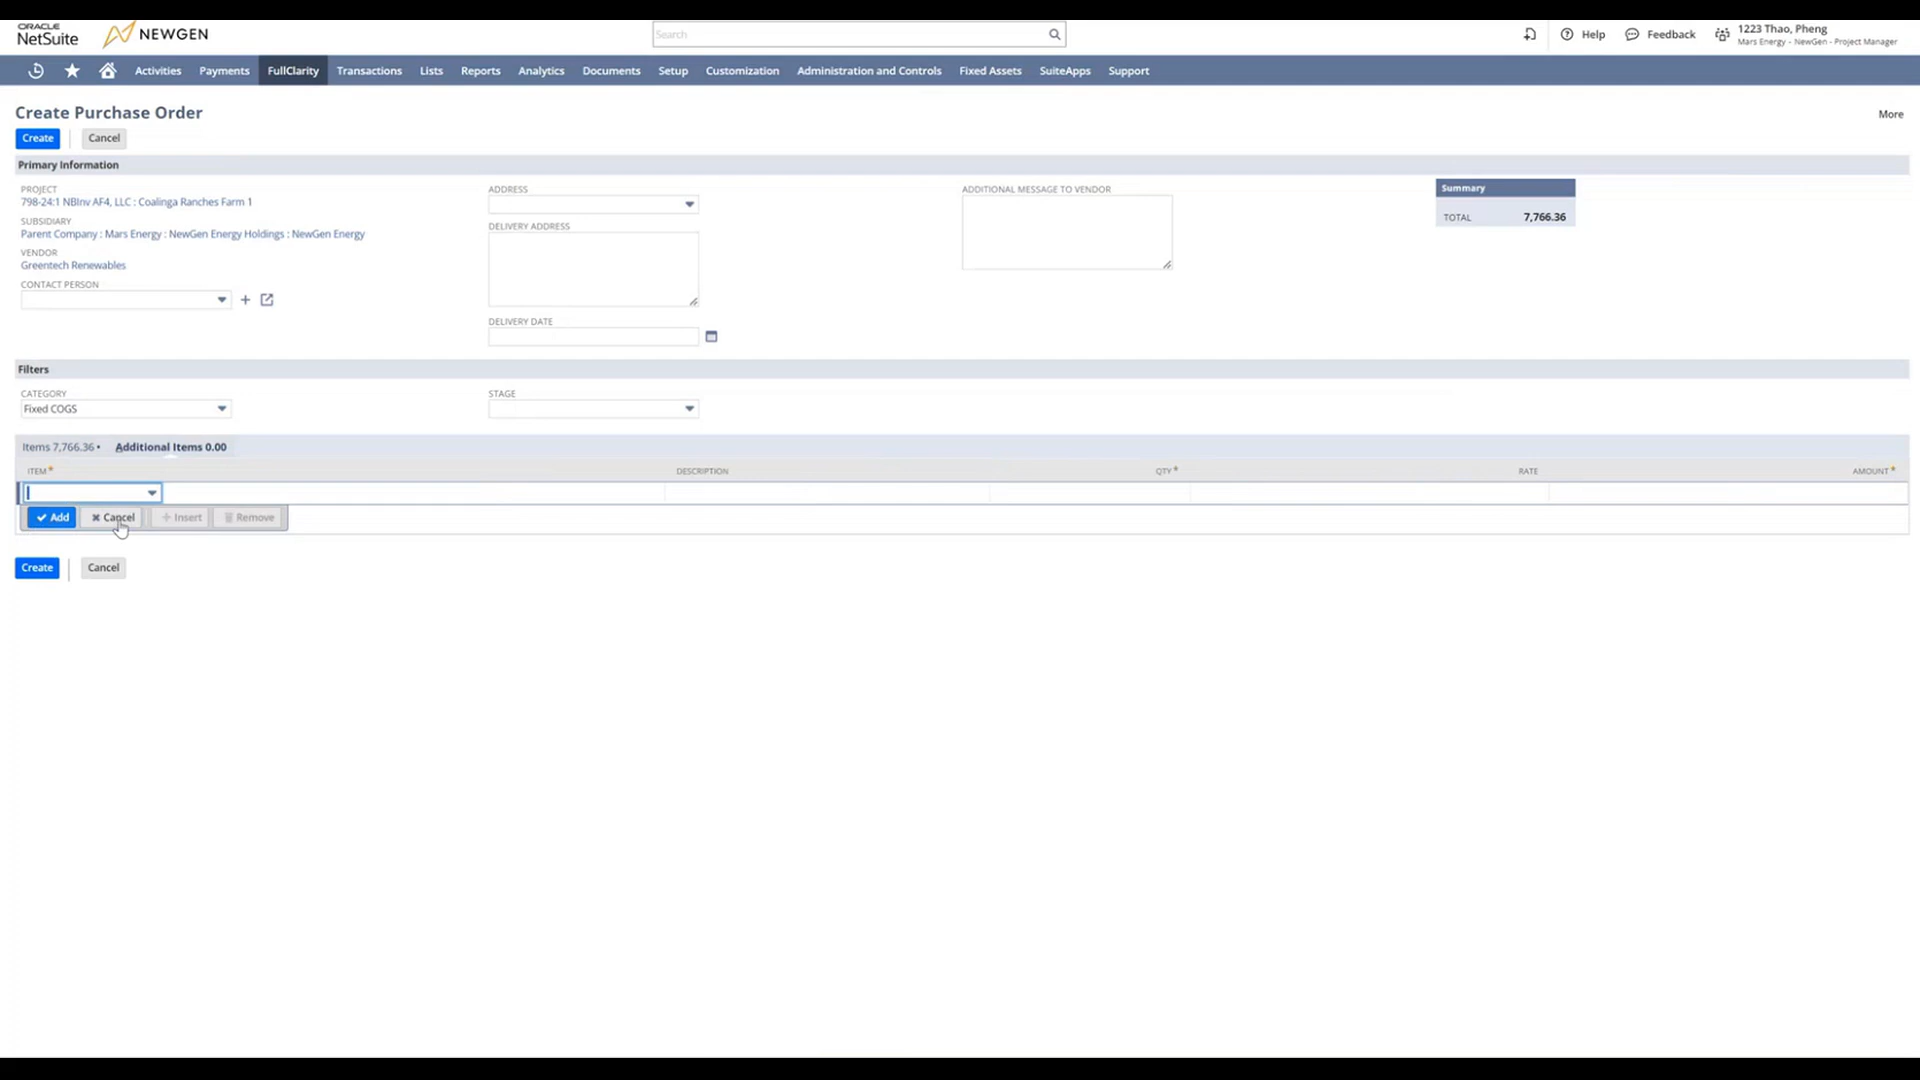 ORACLE
NetSuite
NEWGEN
Search
Help
Feedback
1223 Thao, Pheng
Mars Energy - NewGen - Project Manager
Activities Payments FullClarity Transactions Lists Reports Analytics Documents Setup Customization Administration and Controls Fixed Assets SuiteApps Support
Create Purchase Order
More
Create Cancel
Primary Information
PROJECT
798-24:1 NBInv AF4, LLC : Coalinga Ranches Farm 1
SUBSIDIARY
Parent Company : Mars Energy : NewGen Energy Holdings : NewGen Energy
VENDOR
Greentech Renewables
CONTACT PERSON
ADDRESS
DELIVERY ADDRESS
DELIVERY DATE
ADDITIONAL MESSAGE TO VENDOR
Summary
TOTAL 7,766.36
Filters
CATEGORY
Fixed COGS
STAGE
Items 7,766.36 • Additional Items 0.00
ITEM * DESCRIPTION QTY * RATE AMOUNT *
Add Cancel Insert Remove
Create Cancel